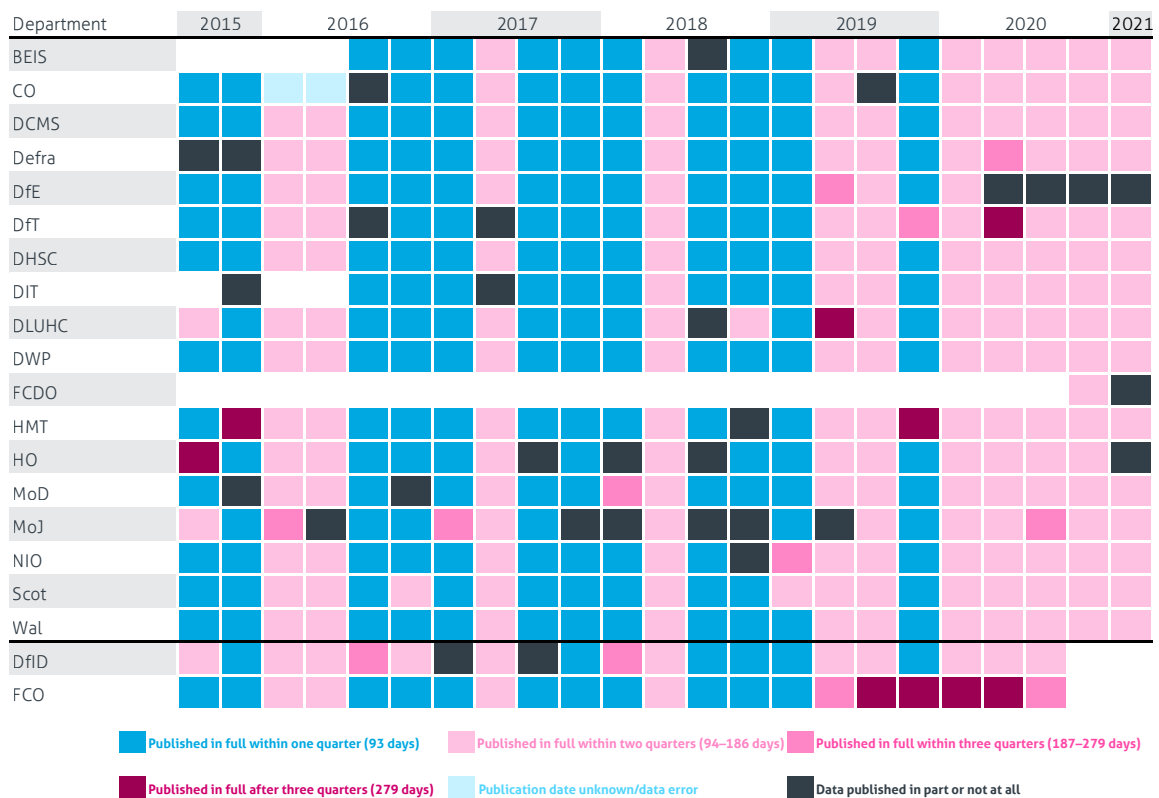 Department 2015 2016 2017 2018 2019 2020 2021
BEIS
CO
DCMS
Defra
DfE
DfT
DHSC
DIT
DLUHC
DWP
FCDO
HMT
HO
MoD
MoJ
NIO
Scot
Wal
DfID
FCO
Published in full within one quarter (93 days) Published in full within two quarters (94–186 days) Published in full within three quarters (187–279 days)
Published in full after three quarters (279 days) Publication date unknown/data error Data published in part or not at all